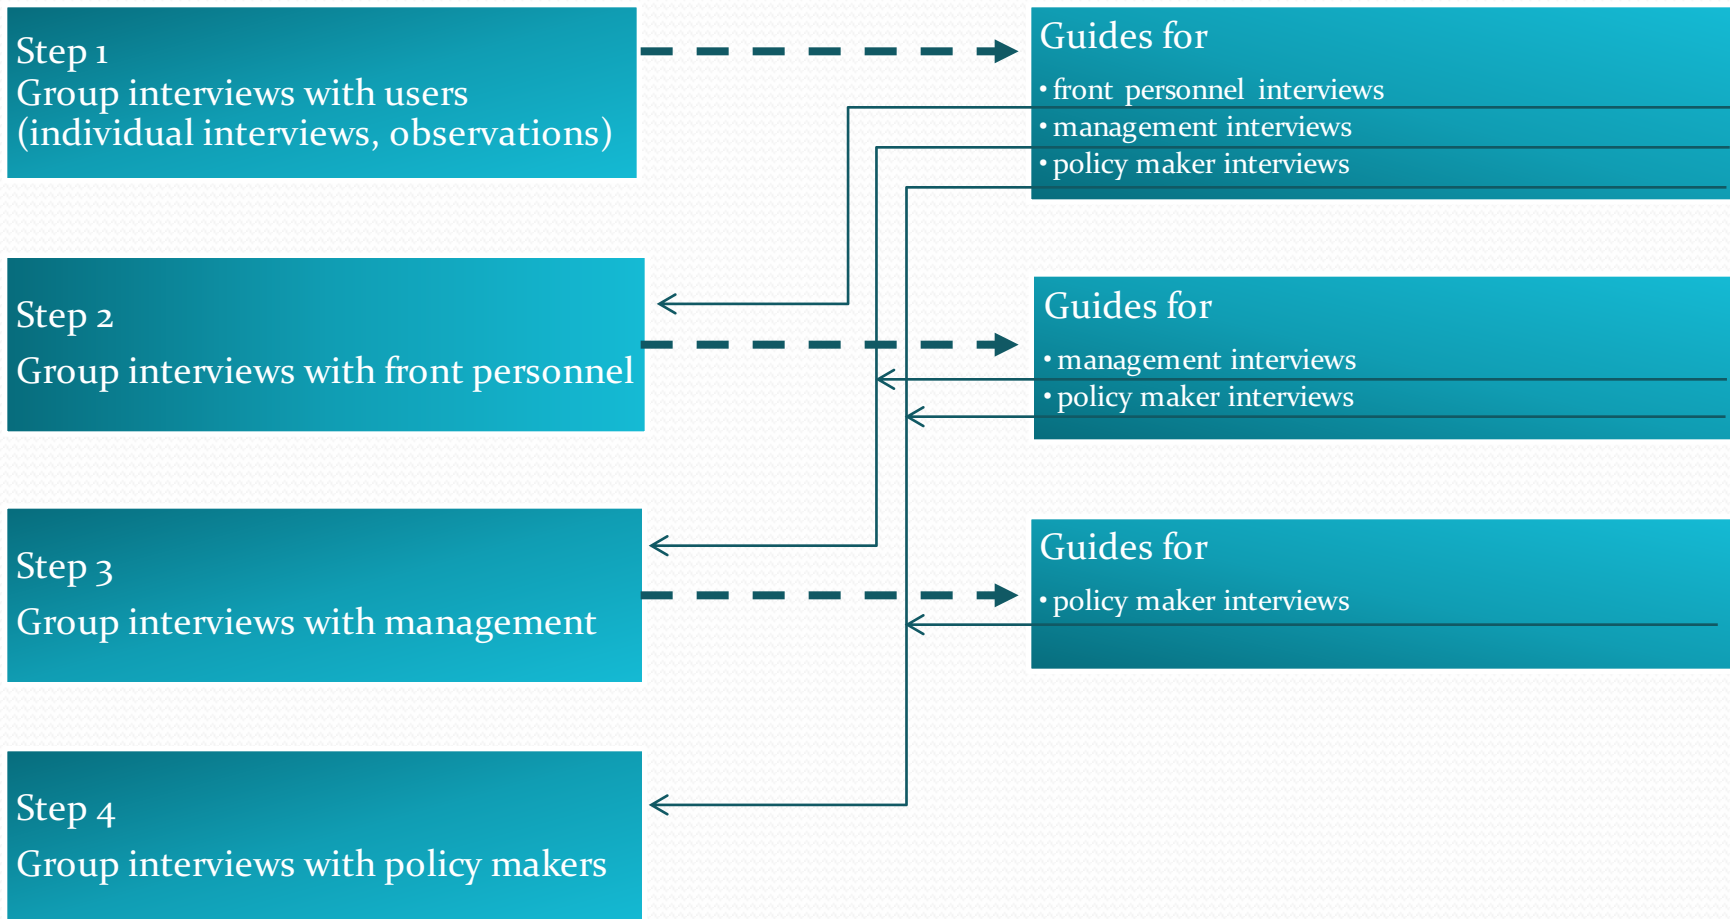 Step 1
Group interviews with users
(individual interviews, observations)
Guides for
• front personnel interviews
• management interviews
• policy maker interviews
Step 2
Group interviews with front personnel
Guides for
• management interviews
• policy maker interviews
Step 3
Group interviews with management
Guides for
• policy maker interviews
Step 4
Group interviews with policy makers